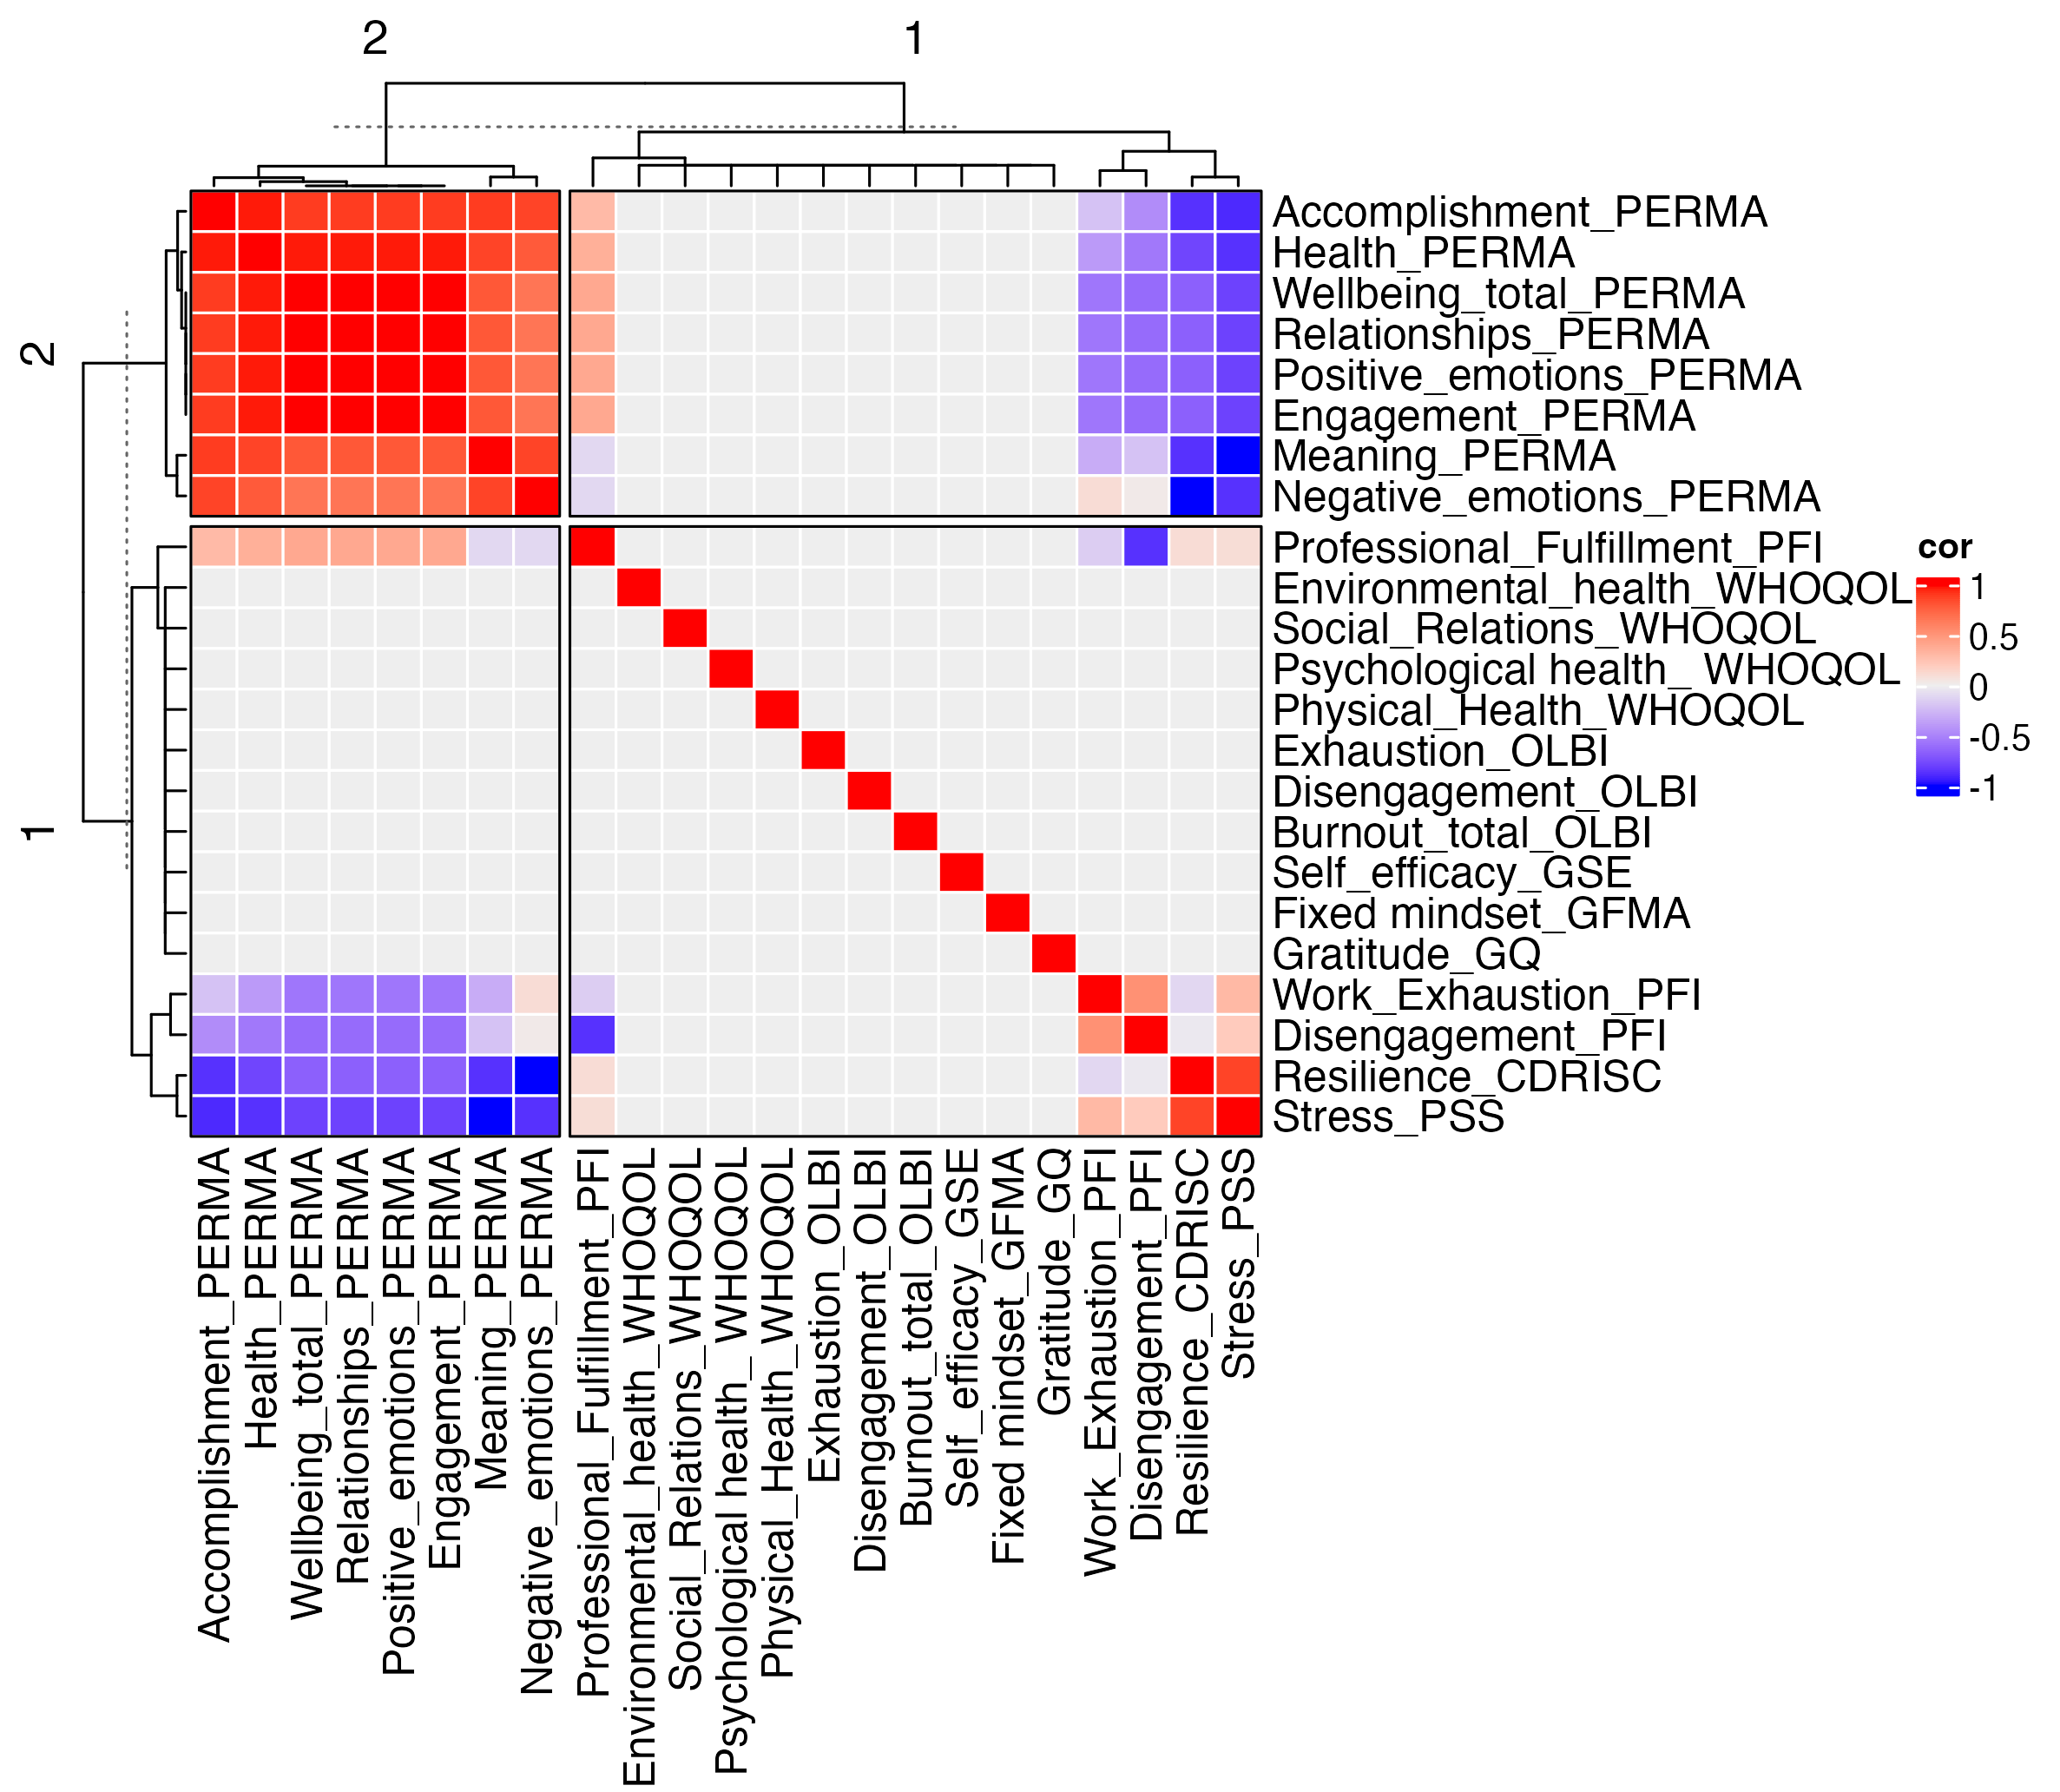 2
1
2
1
Accomplishment_PERMA
Health_PERMA
Wellbeing_total_PERMA
Relationships_PERMA
Positive_emotions_PERMA
Engagement_PERMA
Meaning_PERMA
Negative_emotions_PERMA
Professional_Fulfillment_PFI
Environmental_health_WHOQOL
Social_Relations_WHOQOL
Psychological health_ WHOQOL
Physical_Health_WHOQOL
Exhaustion_OLBI
Disengagement_OLBI
Burnout_total_OLBI
Self_efficacy_GSE
Fixed mindset_GFMA
Gratitude_GQ
Work_Exhaustion_PFI
Disengagement_PFI
Resilience_CDRISC
Stress_PSS
cor
1
0.5
0
-0.5
-1
Accomplishment_PERMA
Health_PERMA
Wellbeing_total_PERMA
Relationships_PERMA
Positive_emotions_PERMA
Engagement_PERMA
Meaning_PERMA
Negative_emotions_PERMA
Professional_Fulfillment_PFI
Environmental_health_WHOQOL
Social_Relations_WHOQOL
Psychological health_ WHOQOL
Physical_Health_WHOQOL
Exhaustion_OLBI
Disengagement_OLBI
Burnout_total_OLBI
Self_efficacy_GSE
Fixed mindset_GFMA
Gratitude_GQ
Work_Exhaustion_PFI
Disengagement_PFI
Resilience_CDRISC
Stress_PSS